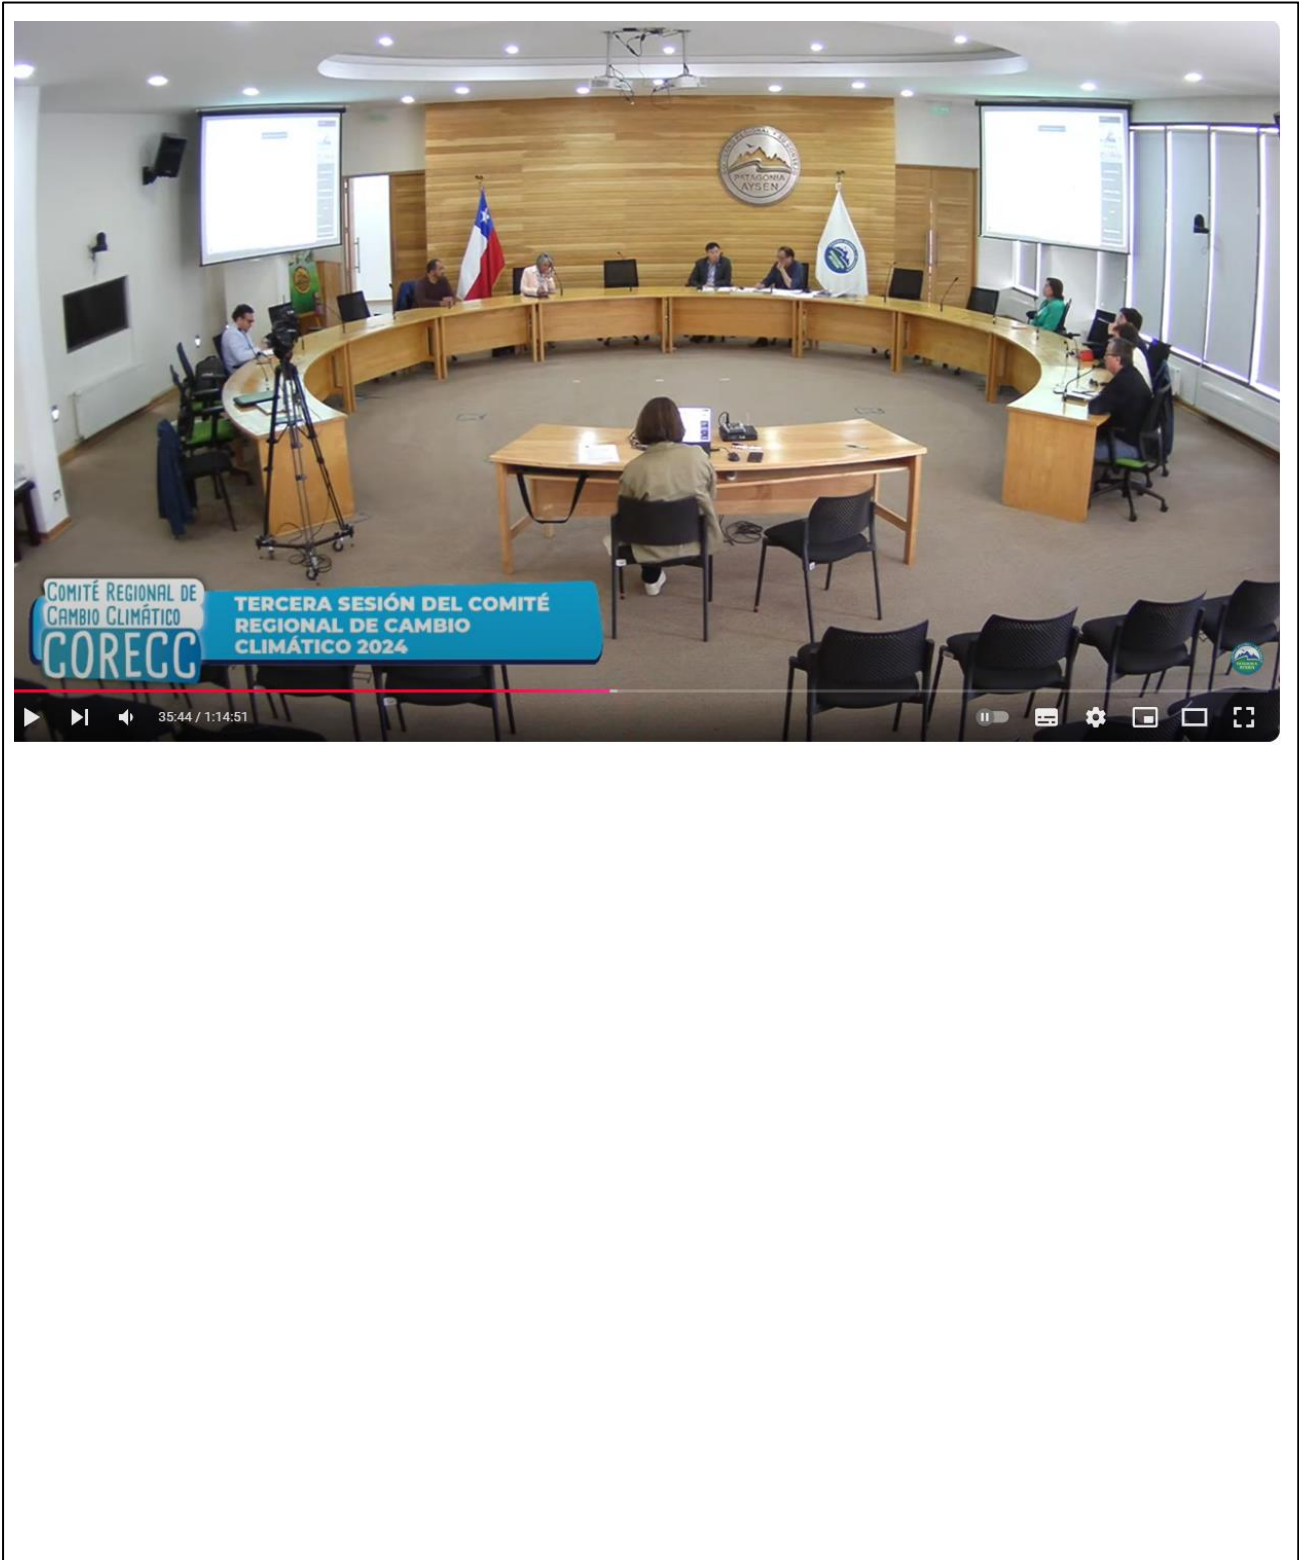 PATAGONIA
AYSÉN
COMITÉ REGIONAL DE
CAMBIO CLIMÁTICO
CORECC
TERCERA SESIÓN DEL COMITÉ
REGIONAL DE CAMBIO
CLIMÁTICO 2024
35:44 / 1:14:51